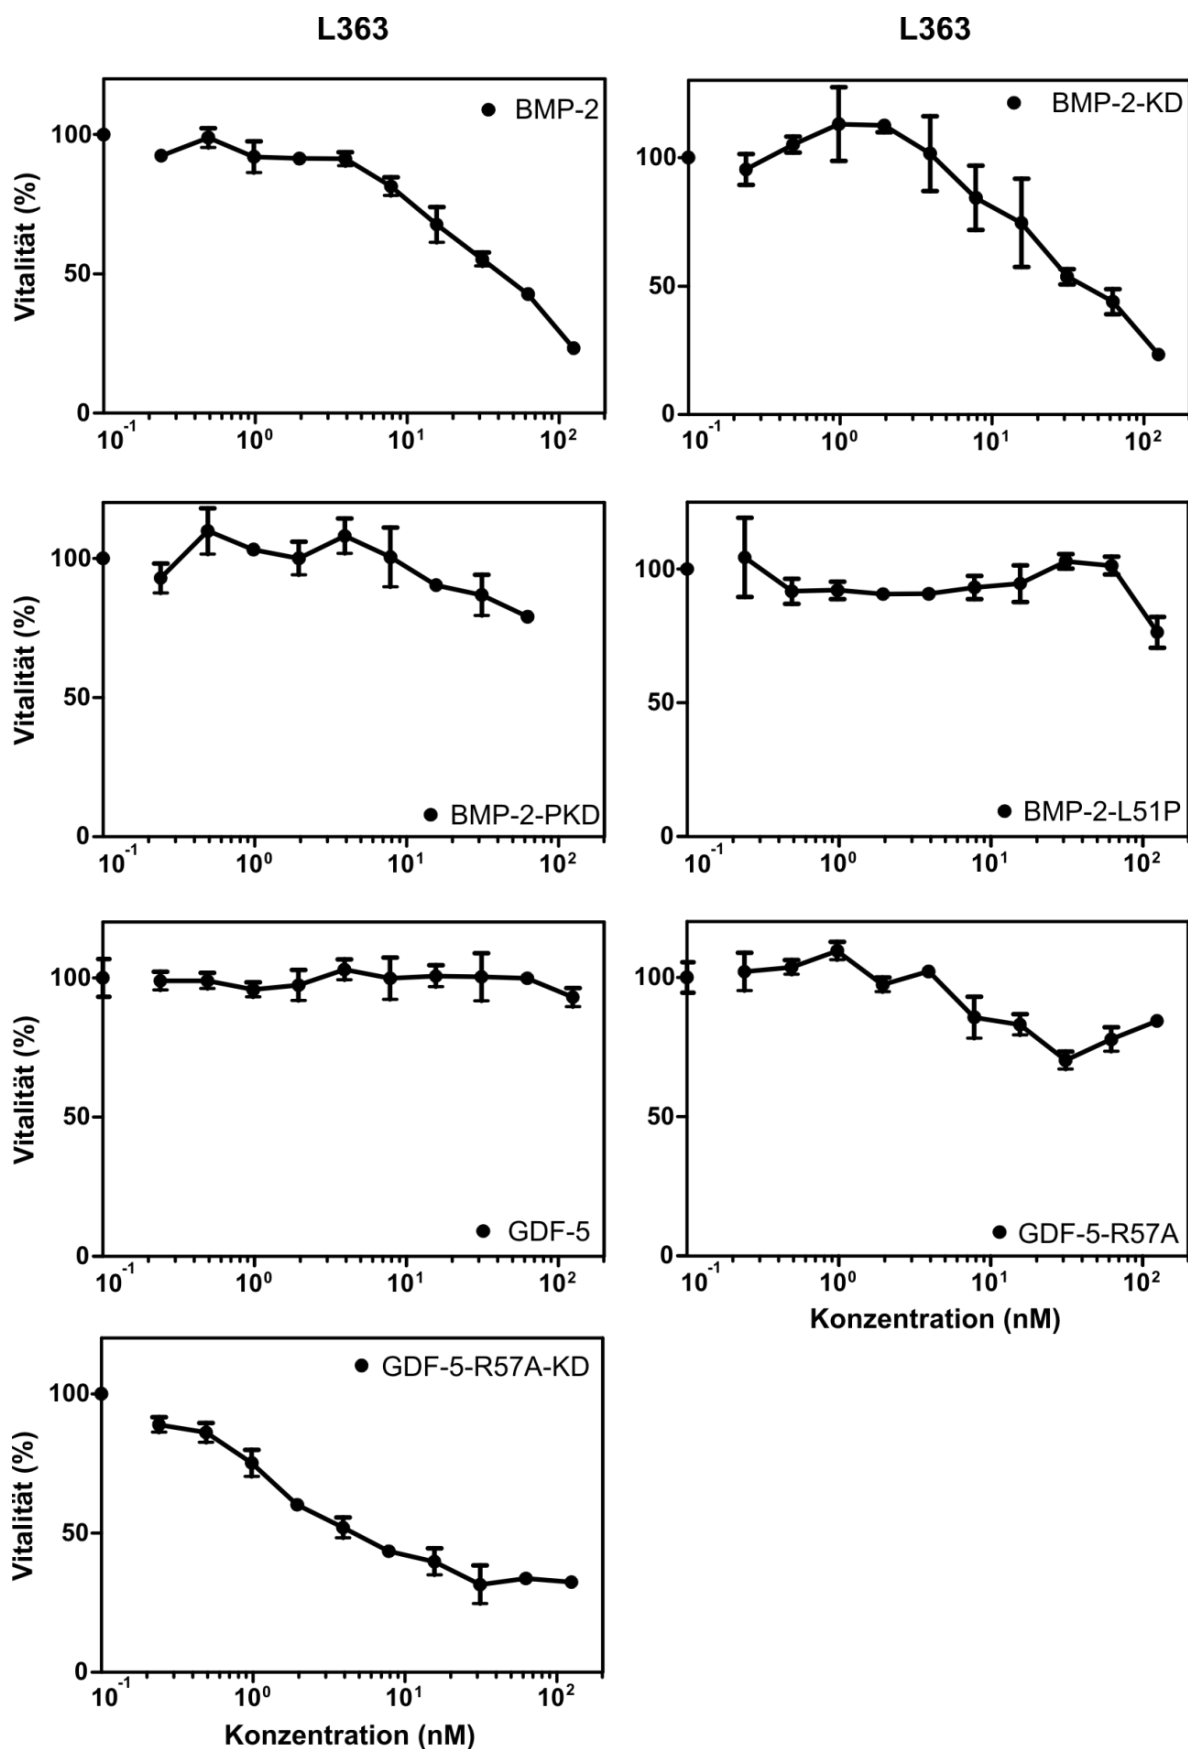 L363
L363
Vitalität (%)
100
50
0
BMP-2
10⁻¹ 10⁰ 10¹ 10²
100
50
0
BMP-2-KD
10⁻¹ 10⁰ 10¹ 10²
Vitalität (%)
100
50
0
BMP-2-PKD
10⁻¹ 10⁰ 10¹ 10²
100
50
0
BMP-2-L51P
10⁻¹ 10⁰ 10¹ 10²
Vitalität (%)
100
50
0
GDF-5
10⁻¹ 10⁰ 10¹ 10²
100
50
0
GDF-5-R57A
10⁻¹ 10⁰ 10¹ 10²
Konzentration (nM)
Vitalität (%)
100
50
0
GDF-5-R57A-KD
10⁻¹ 10⁰ 10¹ 10²
Konzentration (nM)